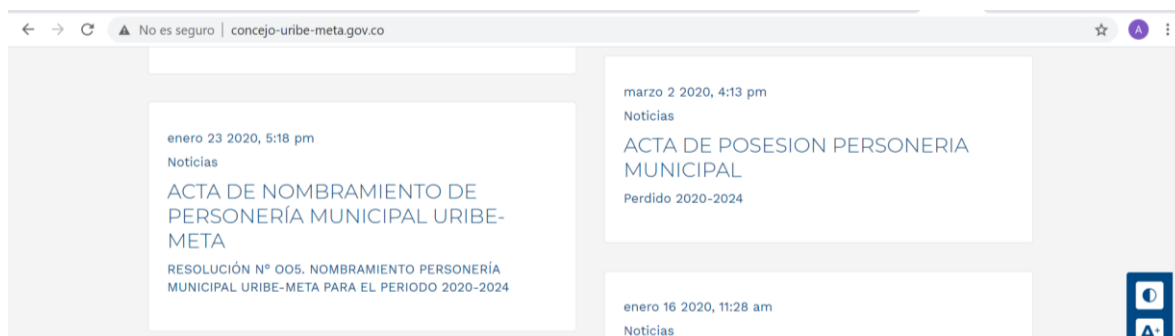 No es seguro | concejo-uribe-meta.gov.co
A
enero 23 2020, 5:18 pm
Noticias
ACTA DE NOMBRAMIENTO DE
PERSONERÍA MUNICIPAL URIBE-
META
RESOLUCIÓN Nº OO5. NOMBRAMIENTO PERSONERÍA
MUNICIPAL URIBE-META PARA EL PERIODO 2020-2024
marzo 2 2020, 4:13 pm
Noticias
ACTA DE POSESION PERSONERIA
MUNICIPAL
Perdido 2020-2024
enero 16 2020, 11:28 am
Noticias
A+